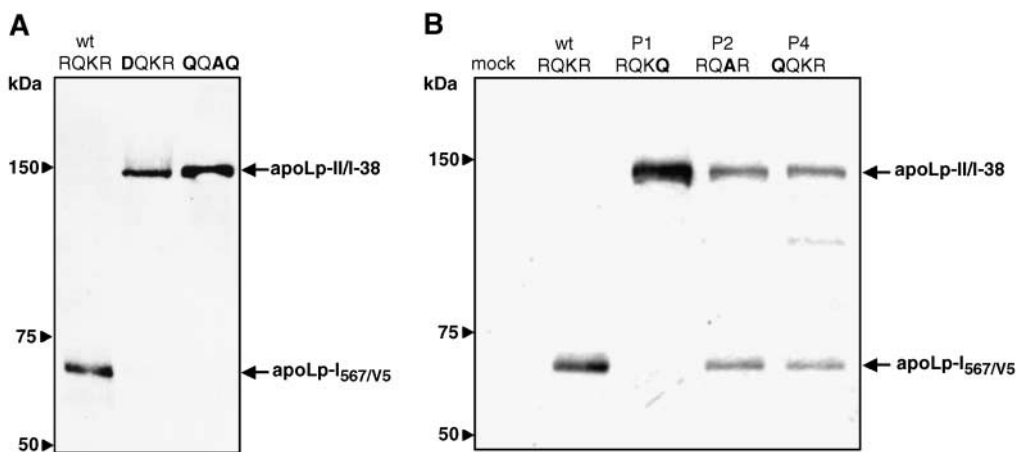 A
wt
RQKR DQKR QQAQ
kDa
150
apoLp-II/I-38
75
apoLp-I567/V5
50
B
wt P1 P2 P4
mock RQKR RQKQ RQAR QQKR
kDa
150
apoLp-II/I-38
75
apoLp-I567/V5
50